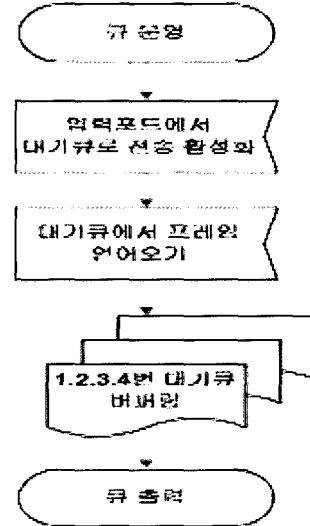 큐 운영
입력포트에서
대기큐로 전송 활성화
대기큐에서 프레임
얻어오기
1.2.3.4번 대기큐
버퍼링
큐 출력